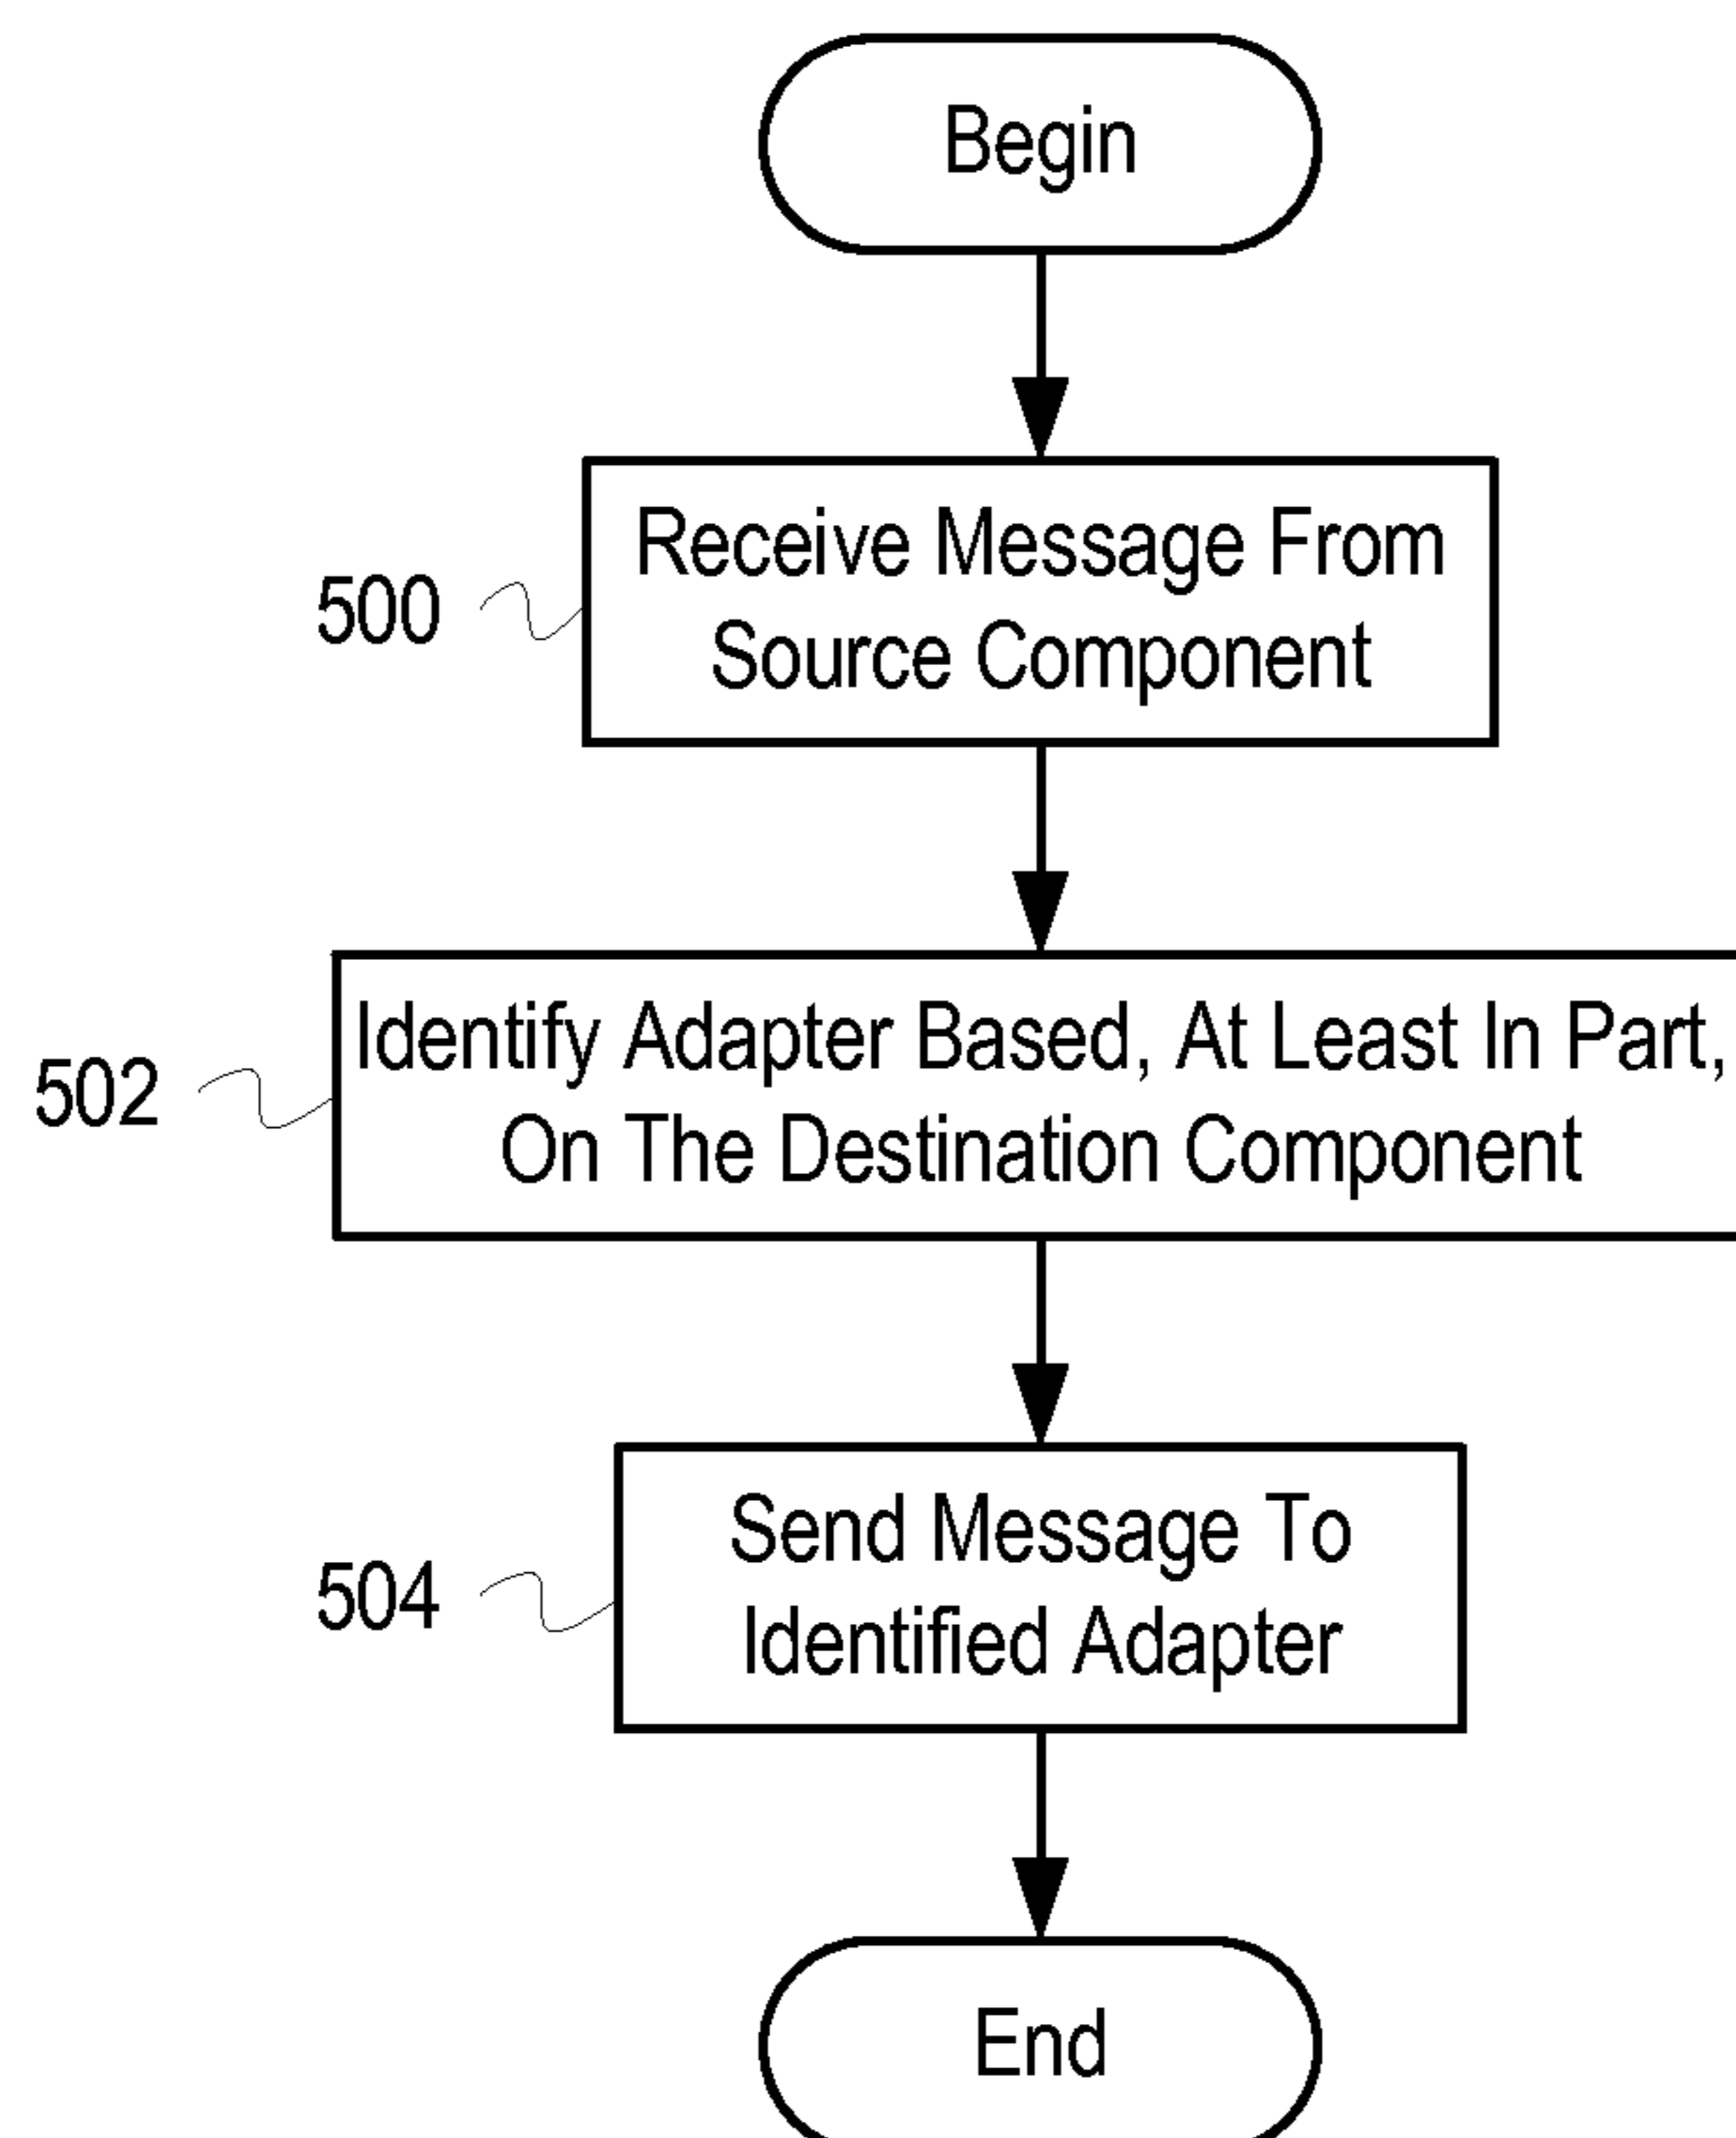 Begin
Receive Message From
Source Component
500
Identify Adapter Based, At Least In Part,
On The Destination Component
502
Send Message To
Identified Adapter
504
End